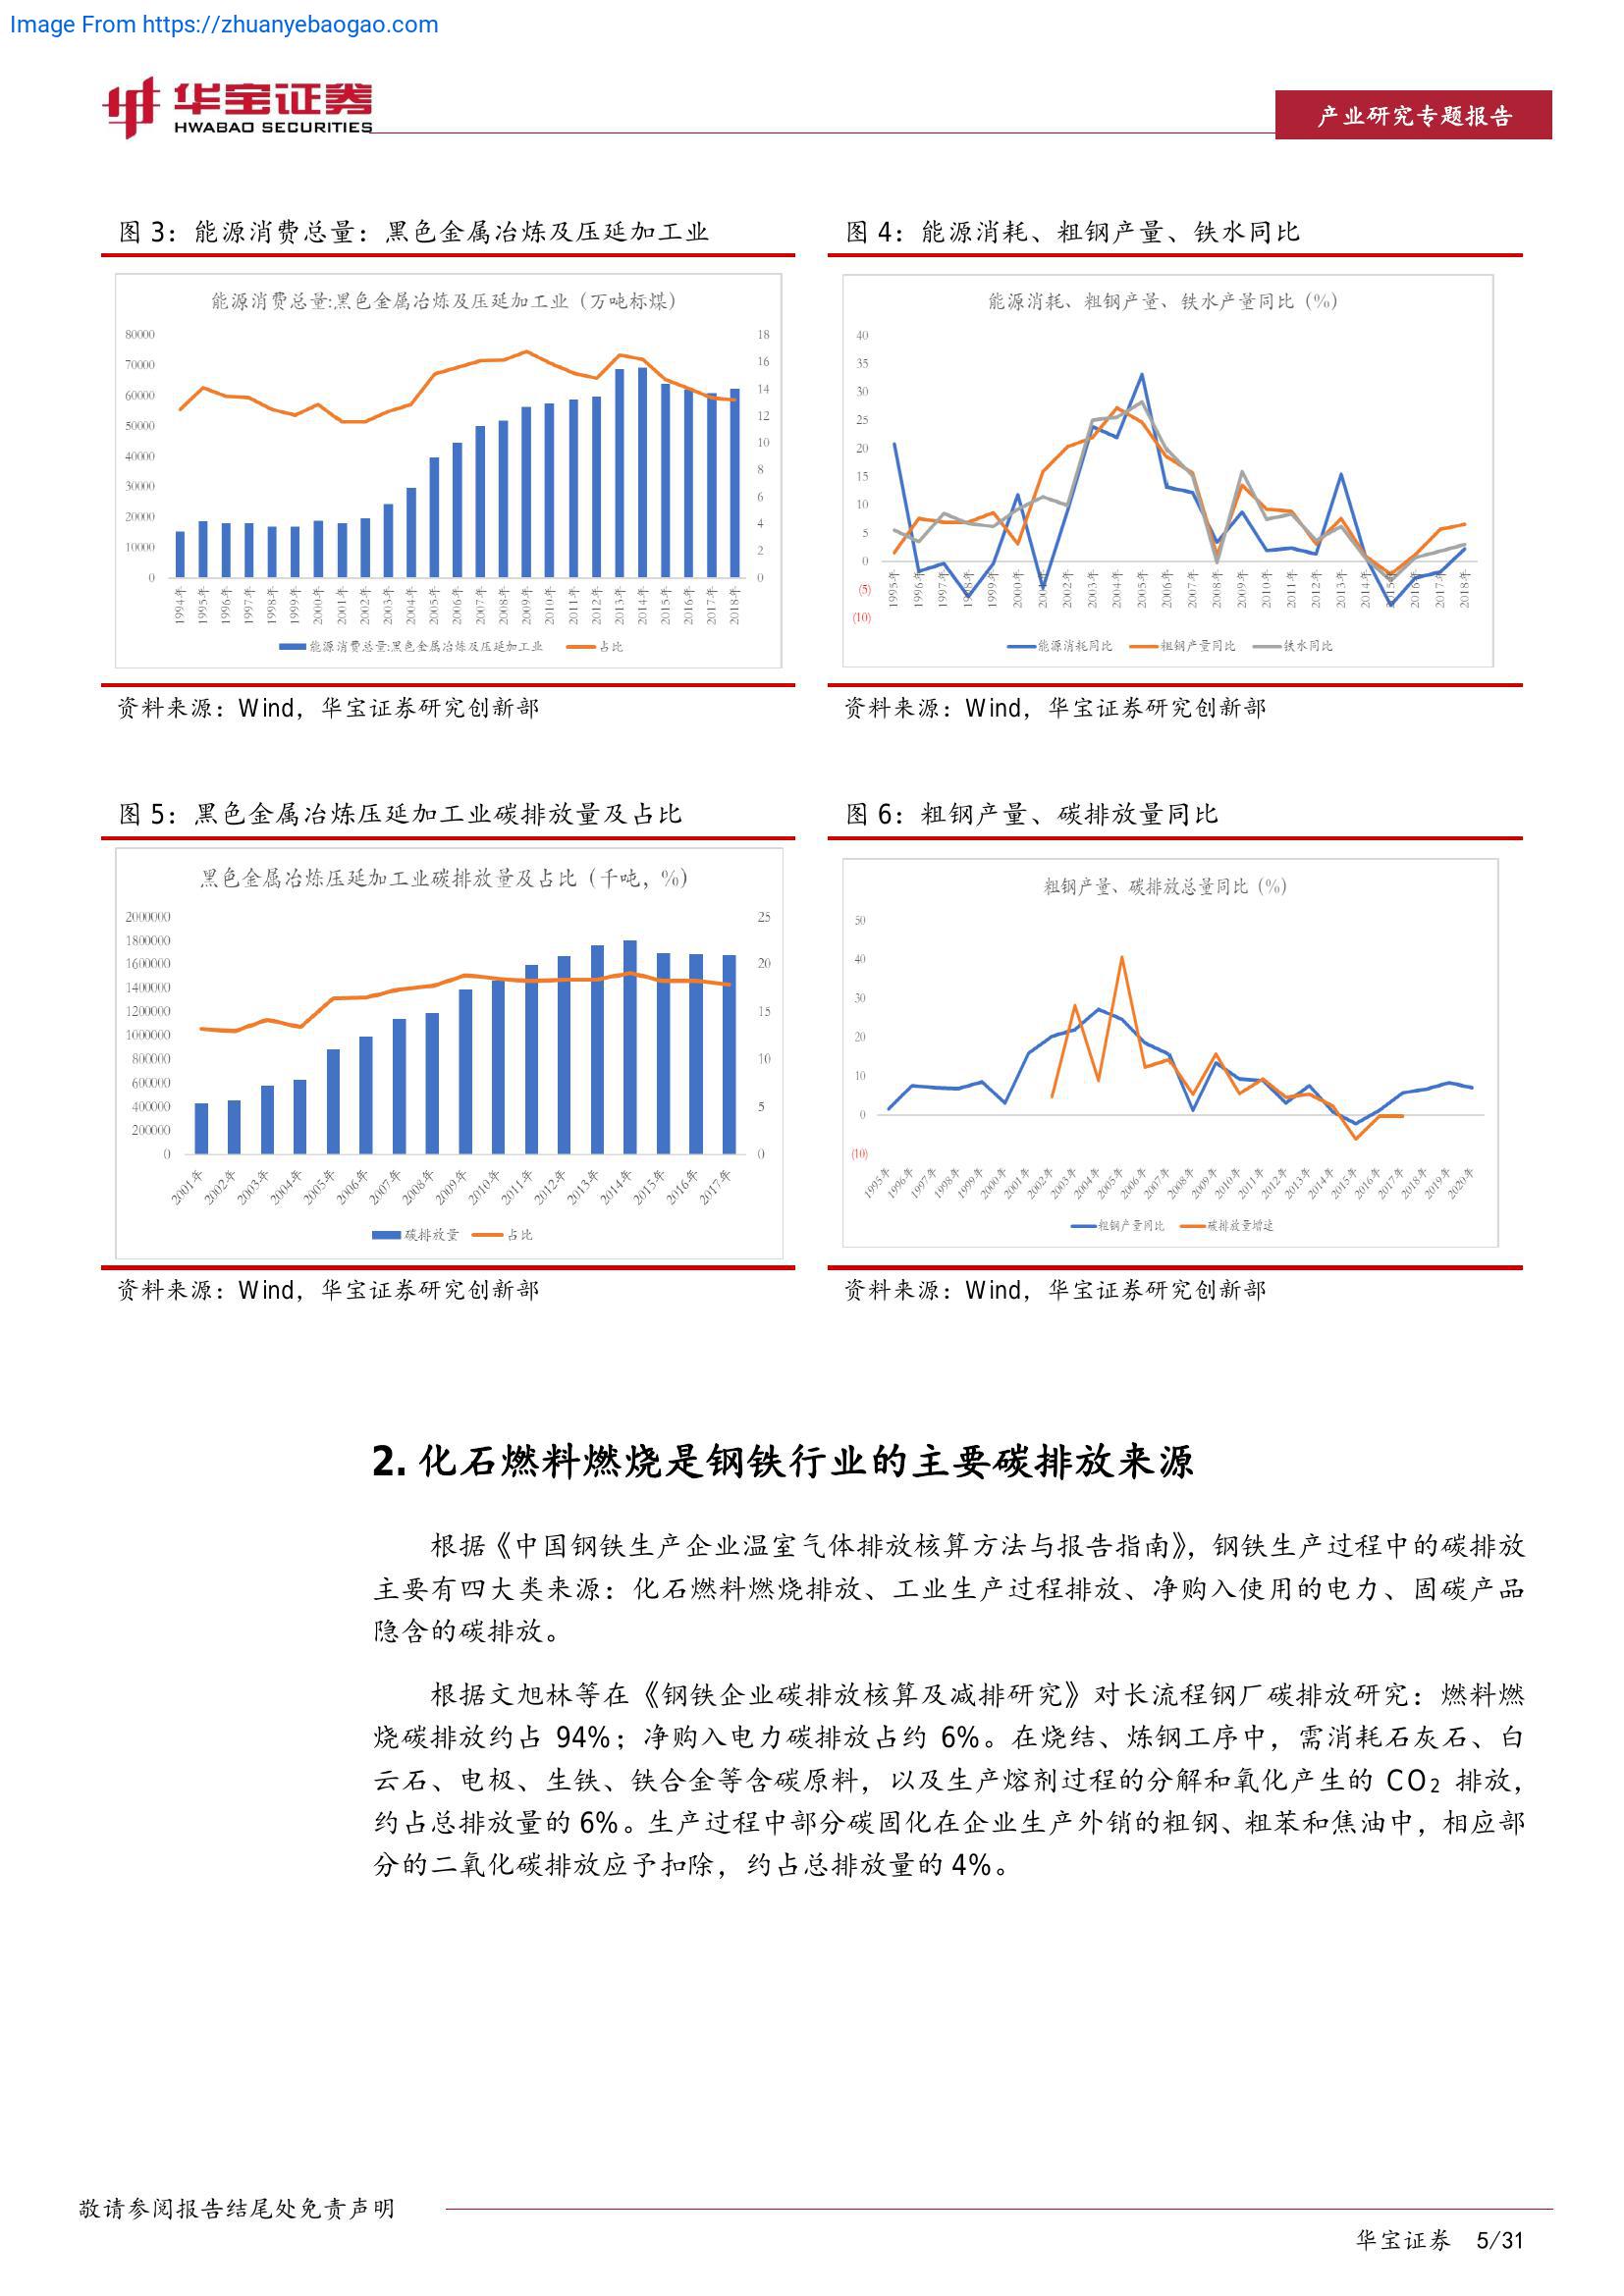 Image From https://zhuanyebaogao.com
华宝证券
HWABAO SECURITIES
产业研究专题报告
图 3：能源消费总量：黑色金属冶炼及压延加工业
能源消费总量:黑色金属冶炼及压延加工业（万吨标煤）
80000
70000
60000
50000
40000
30000
20000
10000
0
18
16
14
12
10
8
6
4
2
0
1994年
1995年
1996年
1997年
1998年
1999年
2000年
2001年
2002年
2003年
2004年
2005年
2006年
2007年
2008年
2009年
2010年
2011年
2012年
2013年
2014年
2015年
2016年
2017年
2018年
能源消费总量:黑色金属冶炼及压延加工业
占比
资料来源：Wind，华宝证券研究创新部
图 4：能源消耗、粗钢产量、铁水同比
能源消耗、粗钢产量、铁水产量同比（%）
40
35
30
25
20
15
10
5
0
(5)
(10)
1995年
1996年
1997年
1998年
1999年
2000年
2001年
2002年
2003年
2004年
2005年
2006年
2007年
2008年
2009年
2010年
2011年
2012年
2013年
2014年
2015年
2016年
2017年
2018年
能源消耗同比
粗钢产量同比
铁水同比
资料来源：Wind，华宝证券研究创新部
图 5：黑色金属冶炼压延加工业碳排放量及占比
黑色金属冶炼压延加工业碳排放量及占比（千吨，%）
2000000
1800000
1600000
1400000
1200000
1000000
800000
600000
400000
200000
0
25
20
15
10
5
0
2001年
2002年
2003年
2004年
2005年
2006年
2007年
2008年
2009年
2010年
2011年
2012年
2013年
2014年
2015年
2016年
2017年
碳排放量
占比
资料来源：Wind，华宝证券研究创新部
图 6：粗钢产量、碳排放量同比
粗钢产量、碳排放总量同比（%）
50
40
30
20
10
0
(10)
1995年
1996年
1997年
1998年
1999年
2000年
2001年
2002年
2003年
2004年
2005年
2006年
2007年
2008年
2009年
2010年
2011年
2012年
2013年
2014年
2015年
2016年
2017年
2018年
2019年
2020年
粗钢产量同比
碳排放量增速
资料来源：Wind，华宝证券研究创新部
2. 化石燃料燃烧是钢铁行业的主要碳排放来源
根据《中国钢铁生产企业温室气体排放核算方法与报告指南》，钢铁生产过程中的碳排放
主要有四大类来源：化石燃料燃烧排放、工业生产过程排放、净购入使用的电力、固碳产品
隐含的碳排放。
根据文旭林等在《钢铁企业碳排放核算及减排研究》对长流程钢厂碳排放研究：燃料燃
烧碳排放约占 94%；净购入电力碳排放占约 6%。在烧结、炼钢工序中，需消耗石灰石、白
云石、电极、生铁、铁合金等含碳原料，以及生产熔剂过程的分解和氧化产生的 CO₂ 排放，
约占总排放量的 6%。生产过程中部分碳固化在企业生产外销的粗钢、粗苯和焦油中，相应部
分的二氧化碳排放应予扣除，约占总排放量的 4%。
敬请参阅报告结尾处免责声明
华宝证券 5/31